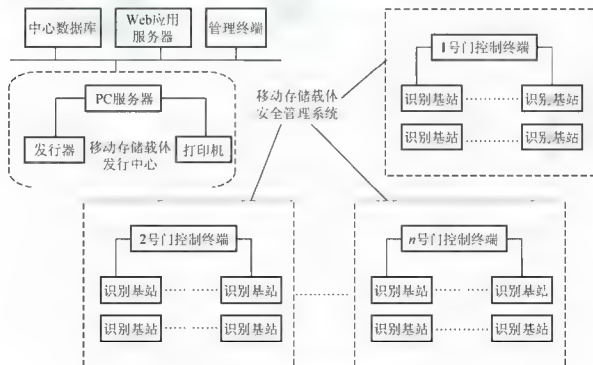 中心数据库
Web应用
服务器
管理终端
PC服务器
发行器
移动存储载体
发行中心
打印机
移动存储载体
安全管理系统
1号门控制终端
识别基站 识别基站
识别基站 识别基站
2号门控制终端
识别基站 识别基站
识别基站 识别基站
n号门控制终端
识别基站 识别基站
识别基站 识别基站